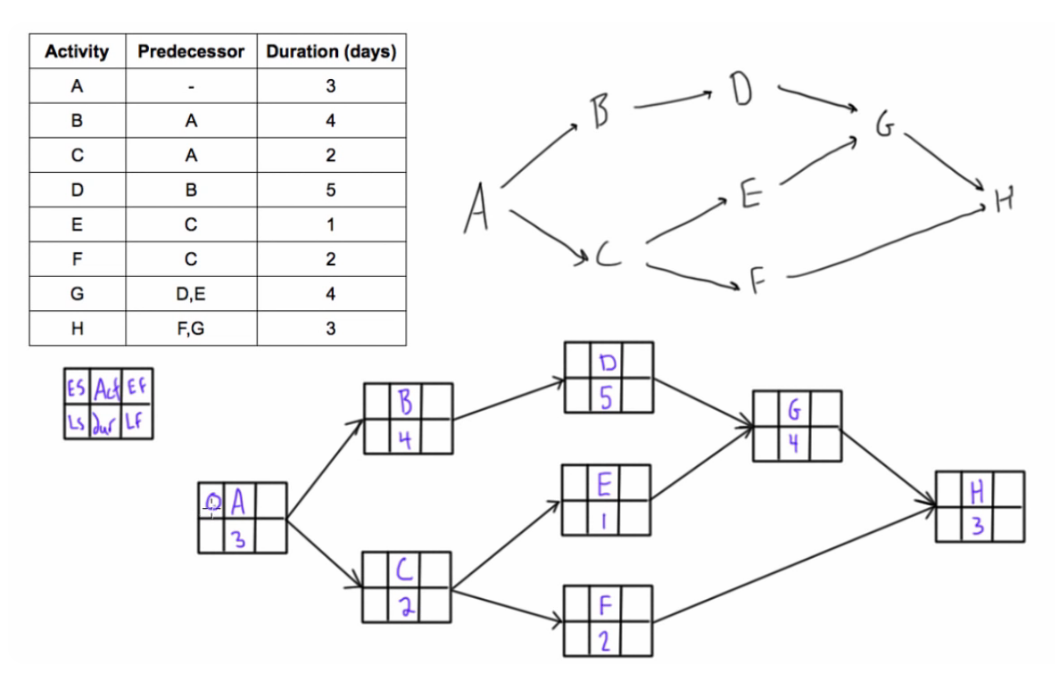 Activity Predecessor Duration (days)
A - 3
B A 4
C A 2
D B 5
E C 1
F C 2
G D,E 4
H F,G 3
A
B
C
D
E
F
G
H
ES Act EF
LS Dur LF
0 A
3
B
4
C
2
D
5
E
1
F
2
G
4
H
3